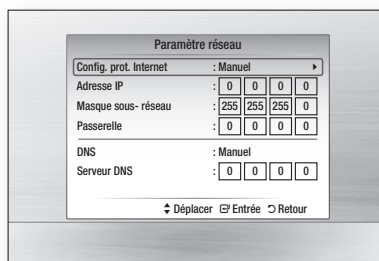 Paramètre réseau
Config. prot. Internet : Manuel
Adresse IP : 0 0 0 0
Masque sous- réseau : 255 255 255 0
Passerelle : 0 0 0 0
DNS : Manuel
Serveur DNS : 0 0 0 0
Déplacer Entrée Retour